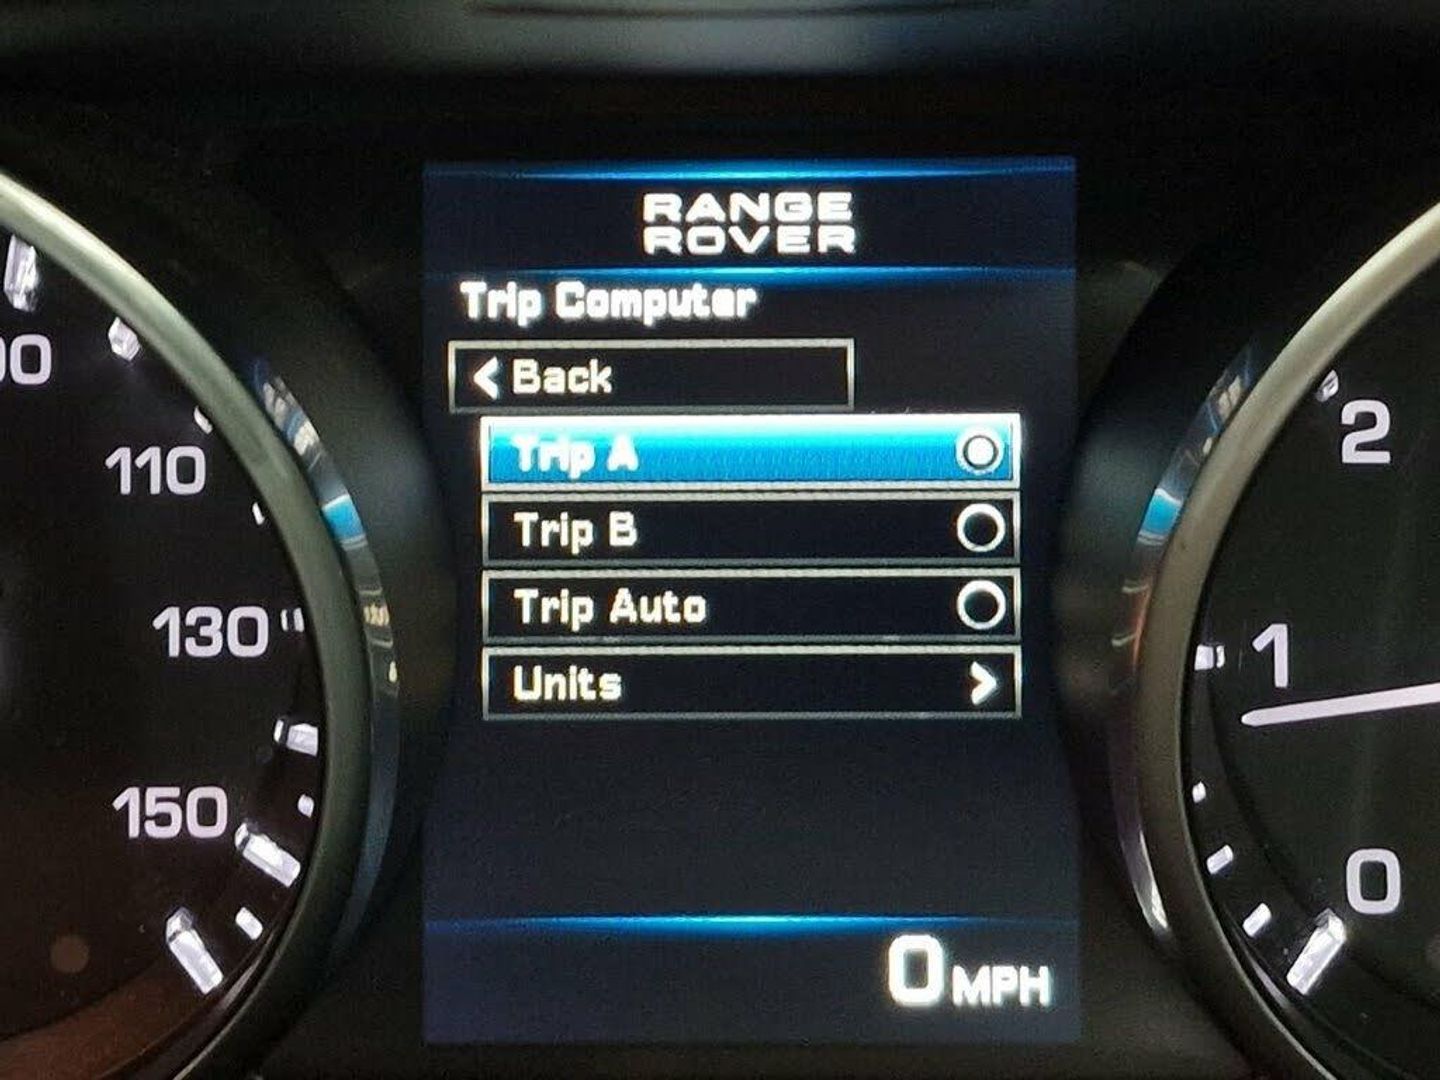 RANGE
ROVER
Trip Computer
Back
Trip A
Trip B
Trip Auto
Units
0 MPH
110
130
150
2
1
0